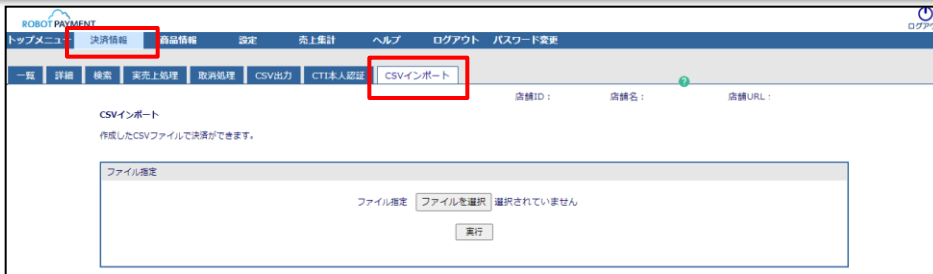 ROBOT PAYMENT
ログアウ
トップメニュー 決済情報 商品情報 設定 売上集計 ヘルプ ログアウト パスワード変更
一覧 詳細 検索 実売上処理 取消処理 CSV出力 CTI本人認証 CSVインポート
?
店舗ID： 店舗名： 店舗URL：
CSVインポート
作成したCSVファイルで決済ができます。
ファイル指定
ファイル指定 ファイルを選択 選択されていません
実行